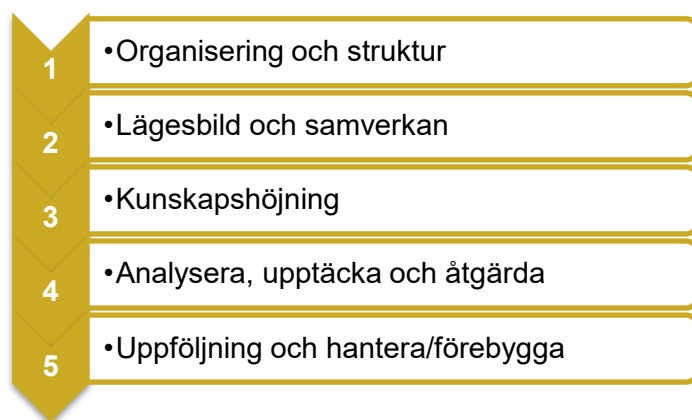 1 •Organisering och struktur
2 •Lägesbild och samverkan
3 •Kunskapshöjning
4 •Analysera, upptäcka och åtgärda
5 •Uppföljning och hantera/förebygga